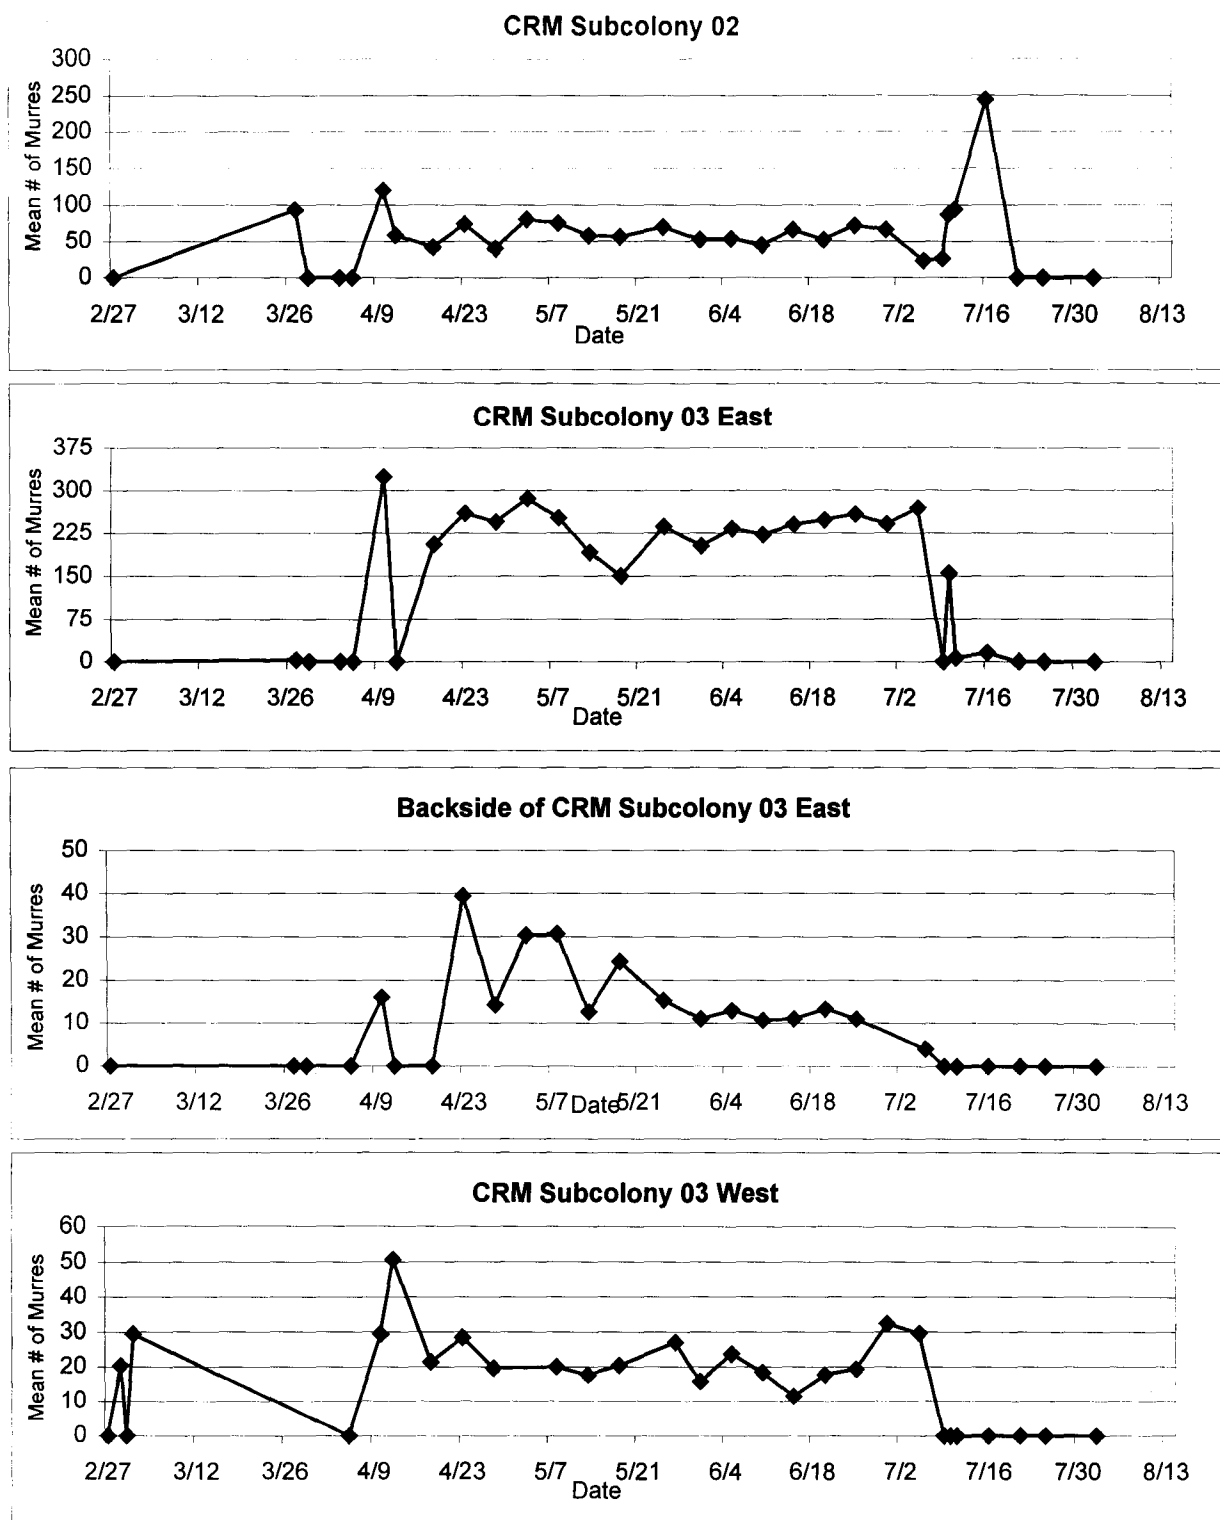 CRM Subcolony 02
Mean # of Murres
300
250
200
150
100
50
0
2/27 3/12 3/26 4/9 4/23 5/7 5/21 6/4 6/18 7/2 7/16 7/30 8/13
Date
CRM Subcolony 03 East
Mean # of Murres
375
300
225
150
75
0
2/27 3/12 3/26 4/9 4/23 5/7 5/21 6/4 6/18 7/2 7/16 7/30 8/13
Date
Backside of CRM Subcolony 03 East
Mean # of Murres
50
40
30
20
10
0
2/27 3/12 3/26 4/9 4/23 5/7 5/21 6/4 6/18 7/2 7/16 7/30 8/13
Date
CRM Subcolony 03 West
Mean # of Murres
60
50
40
30
20
10
0
2/27 3/12 3/26 4/9 4/23 5/7 5/21 6/4 6/18 7/2 7/16 7/30 8/13
Date